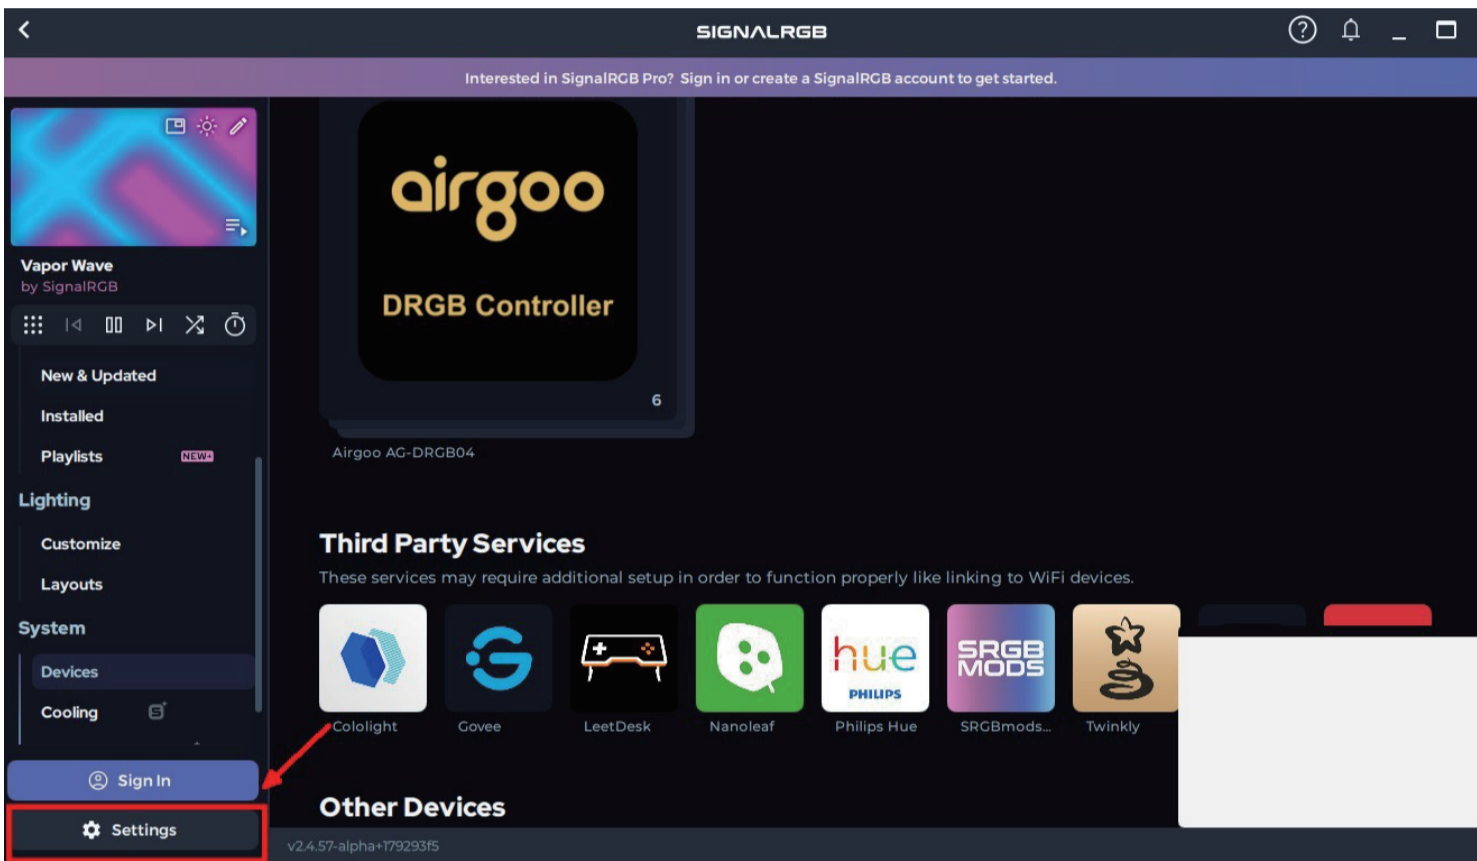 SIGNALRGB
Interested in SignalRGB Pro? Sign in or create a SignalRGB account to get started.
Vapor Wave
by SignalRGB
New & Updated
Installed
Playlists NEW+
Lighting
Customize
Layouts
System
Devices
Cooling
Sign In
Settings
airgoo
DRGB Controller
6
Airgoo AG-DRGB04
Third Party Services
These services may require additional setup in order to function properly like linking to WiFi devices.
hue
PHILIPS
SRGB
MODS
Cololight Govee LeetDesk Nanoleaf Philips Hue SRGBmods... Twinkly
Other Devices
v2.4.57-alpha+179293f5